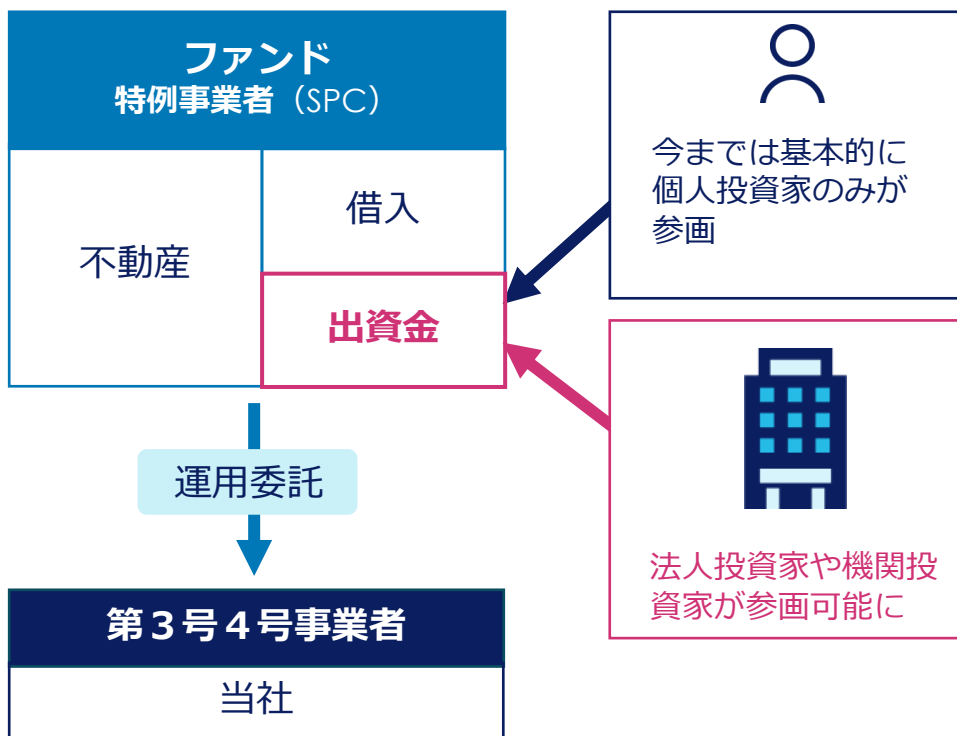 ファンド
特例事業者（SPC）
不動産
借入
出資金
今までは基本的に
個人投資家のみが
参画
法人投資家や機関投
資家が参画可能に
運用委託
第３号４号事業者
当社